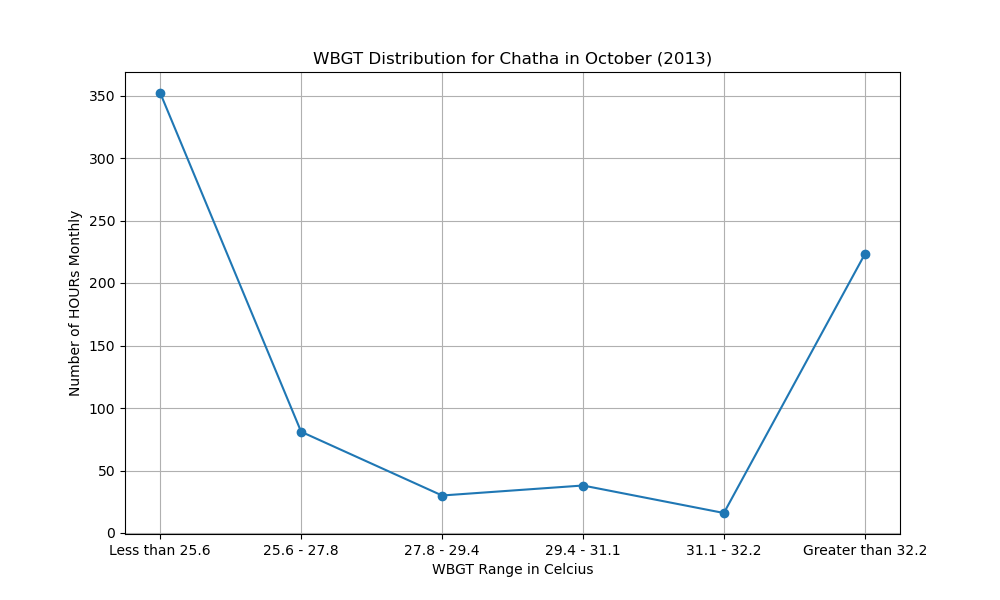 WBGT Distribution for Chatha in October (2013)
Number of HOURs Monthly
350
300
250
200
150
100
50
0
Less than 25.6
25.6 - 27.8
27.8 - 29.4
29.4 - 31.1
31.1 - 32.2
Greater than 32.2
WBGT Range in Celcius